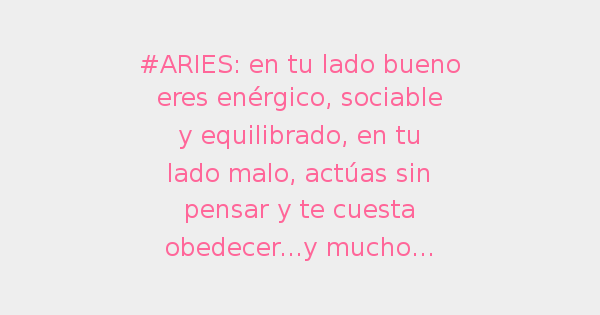 #ARIES: en tu lado bueno
eres enérgico, sociable
y equilibrado, en tu
lado malo, actúas sin
pensar y te cuesta
obedecer...y mucho...